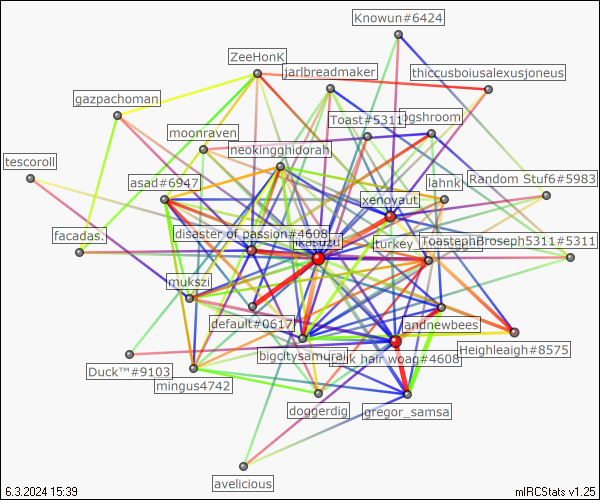 Knowun#6424
ZeeHonK
jarlbreadmaker
thiccusboiusalexusjoneus
gazpachoman
Toast#5311
ogshroom
moonraven
neokingghidorah
tescoroll
asad#6947
lahnki
Random Stuf6#5983
xenovaut
disaster of passion#4608
ikasuzu
turkey
ToastephBroseph5311#5311
facadas.
mukszi
default#0617
andnewbees
bigcitysamurai
hair woag#4608
Heighleaigh#8575
Duck™#9103
mingus4742
doggerdig
gregor_samsa
avelicious
6.3.2024 15:39
mIRCStats v1.25